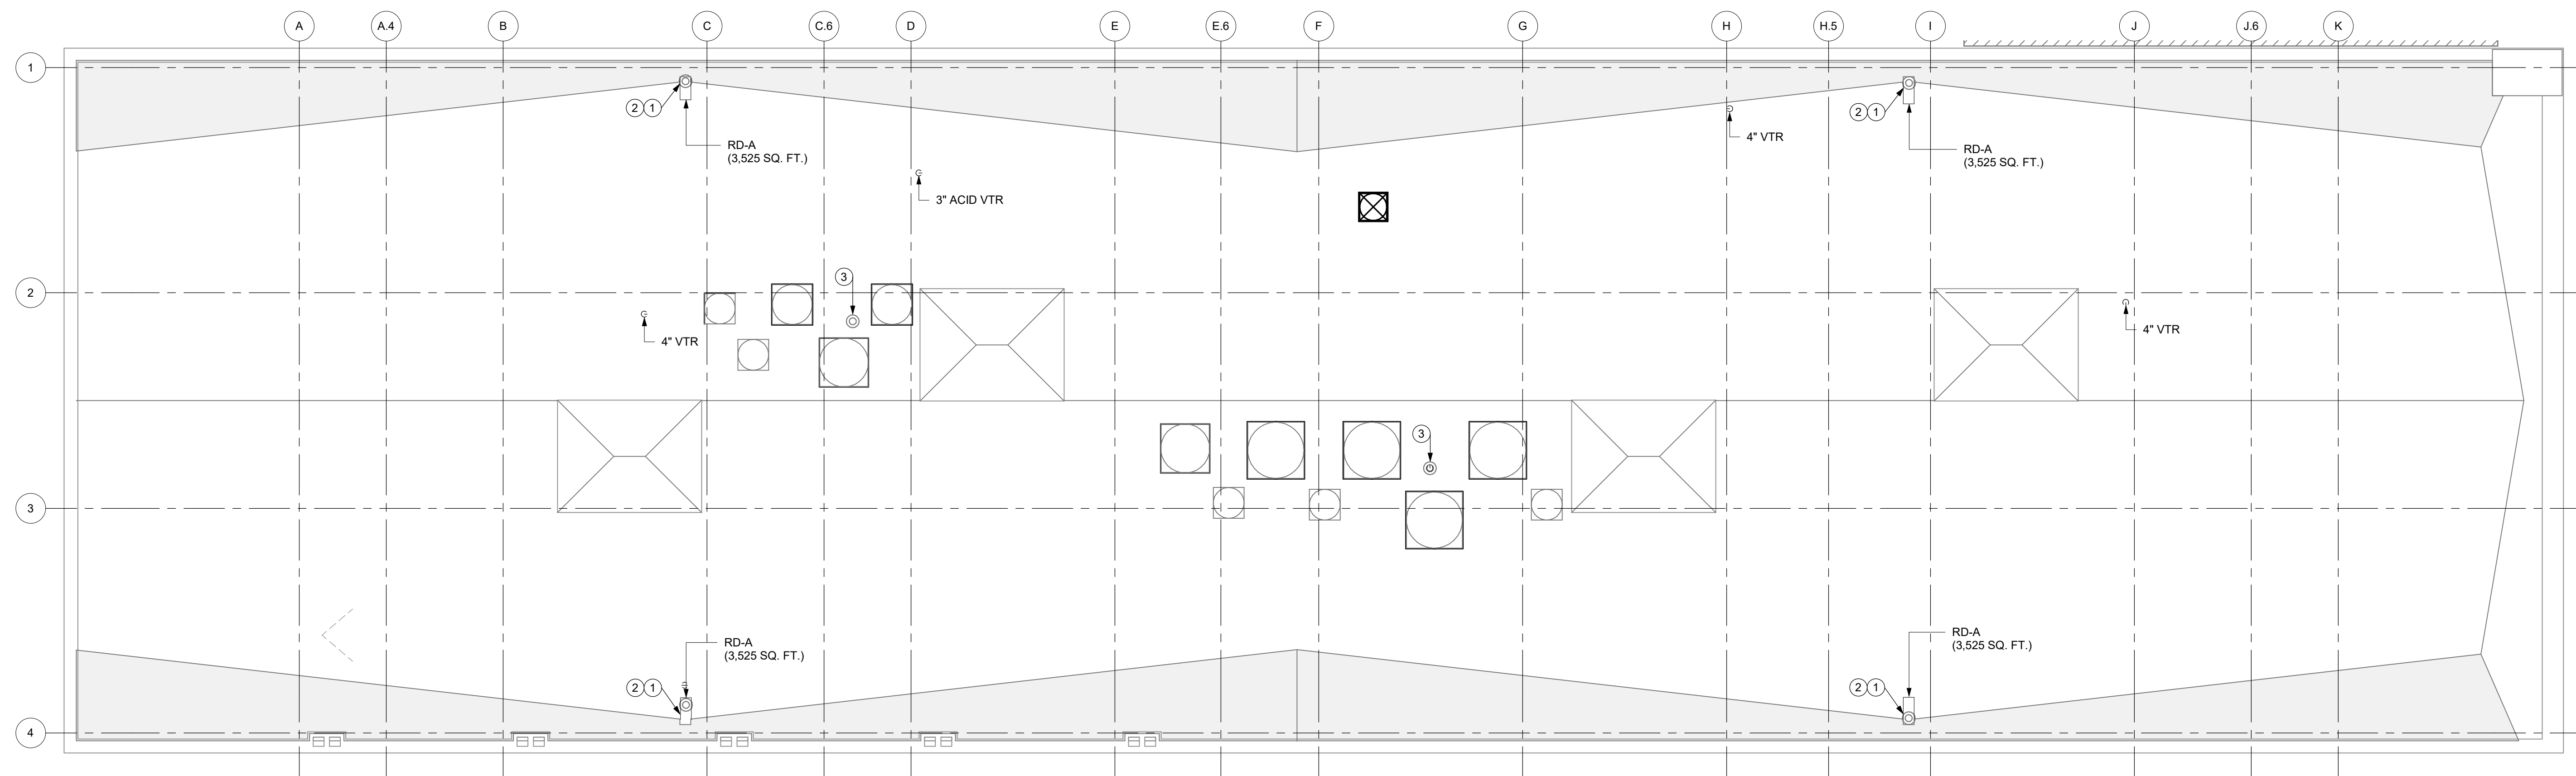 A A.4 B C C.6 D E E.6 F G H H.5 I J J.6 K
1
2 1
2 1
4" VTR
RD-A
(3,525 SQ. FT.)
RD-A
(3,525 SQ. FT.)
3" ACID VTR
3
2
4" VTR
4" VTR
3
3
RD-A
(3,525 SQ. FT.)
RD-A
(3,525 SQ. FT.)
2 1
2 1
4